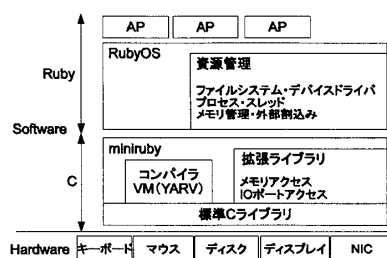 AP AP AP
RubyOS
Ruby
資源管理
ファイルシステム・デバイスドライバ
プロセス・スレッド
メモリ管理・外部割込み
Software
miniruby
C
コンパイラ
VM(YARV)
拡張ライブラリ
メモリアクセス
IOポートアクセス
標準Cライブラリ
Hardware キーボード マウス ディスク ディスプレイ NIC